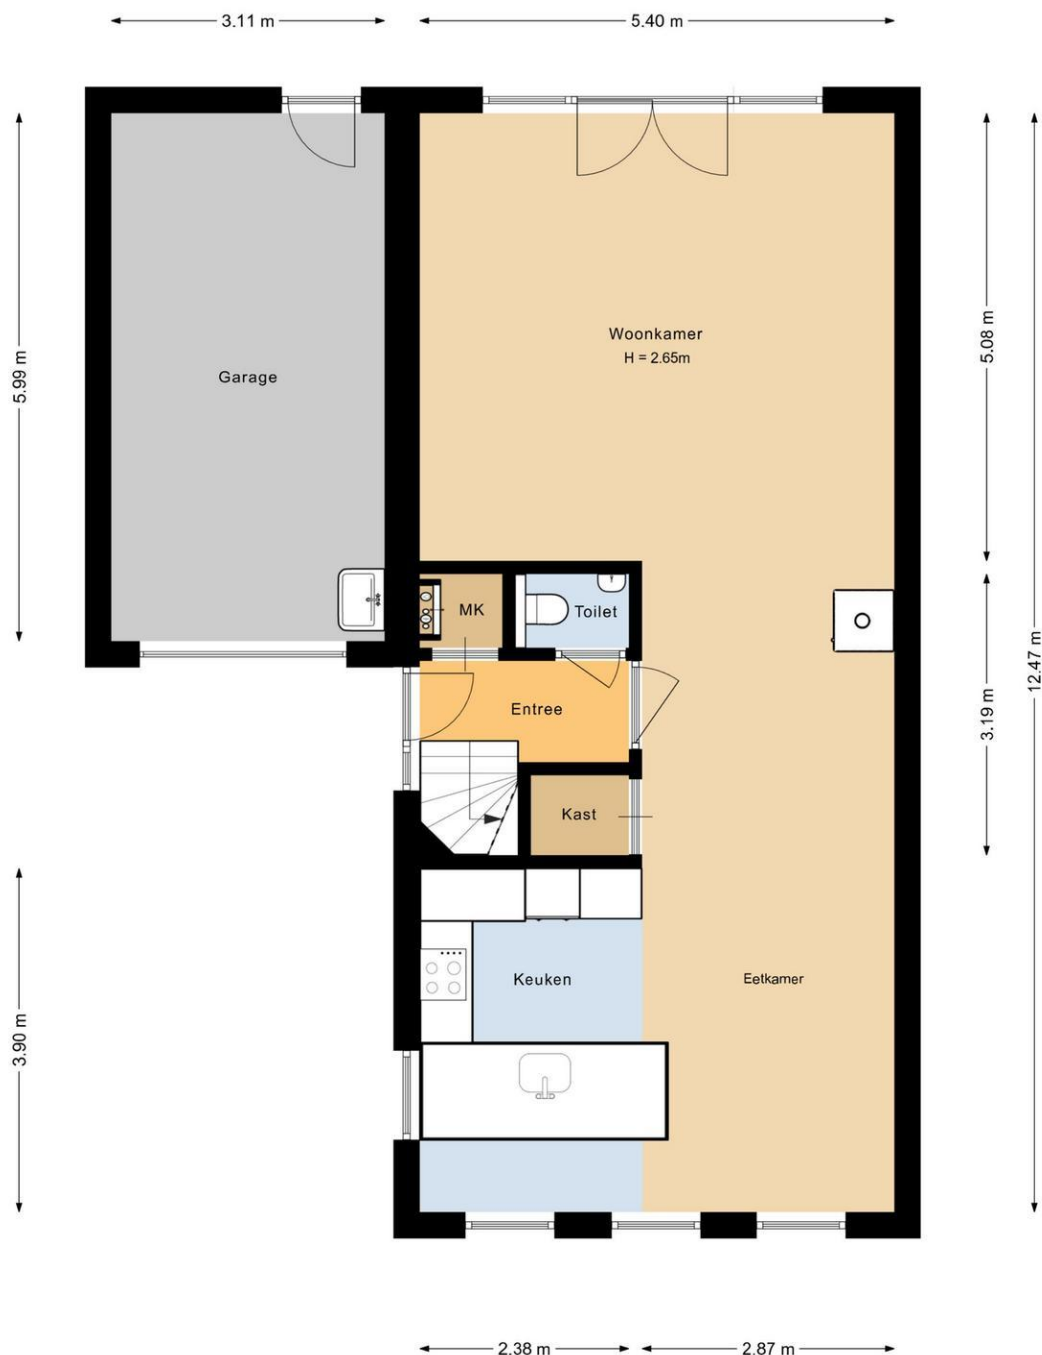 3.11 m
5.40 m
Woonkamer
H = 2.65m
5.08 m
Garage
5.99 m
MK
Toilet
12.47 m
Entree
3.19 m
Kast
Keuken
Eetkamer
3.90 m
2.38 m
2.87 m